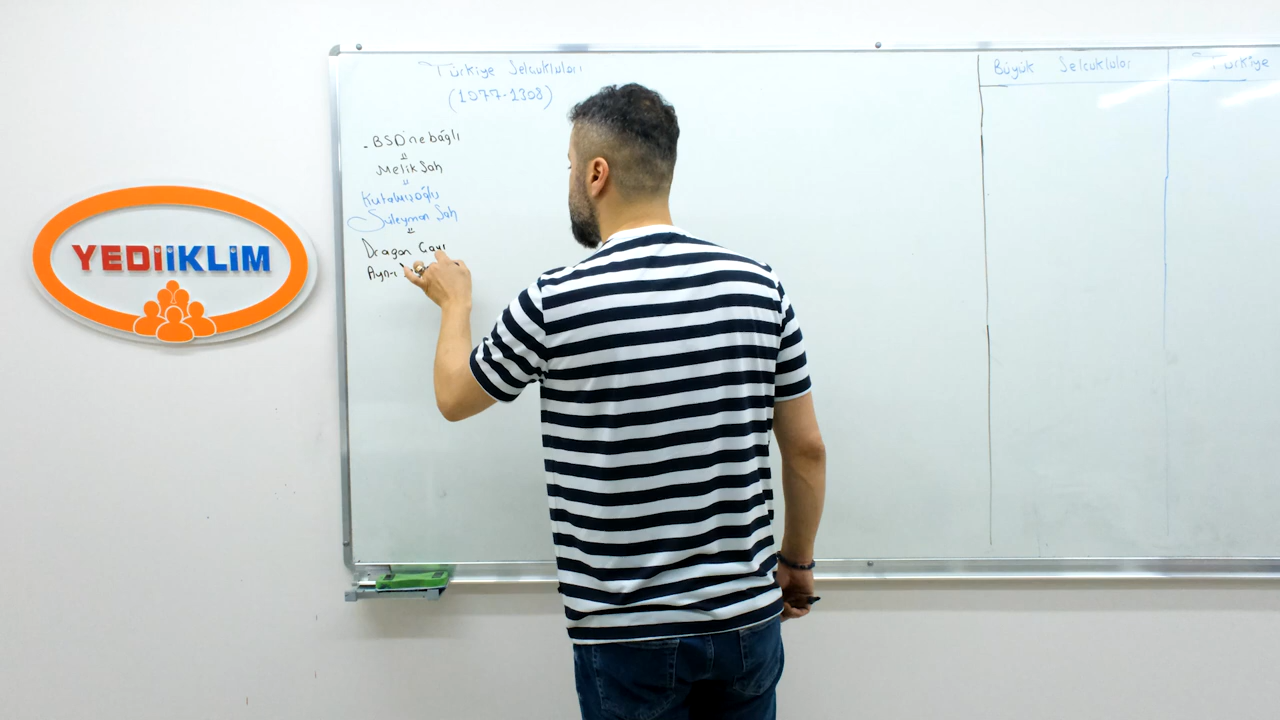 YEDİİKLİM
Türkiye Selçukluları
(1077-1308)
- BSD'ne bağlı
Melik Şah
Kutalmışoğlu
Süleyman Şah
Dragon Çayı
Büyük Selçuklular
Türkiye